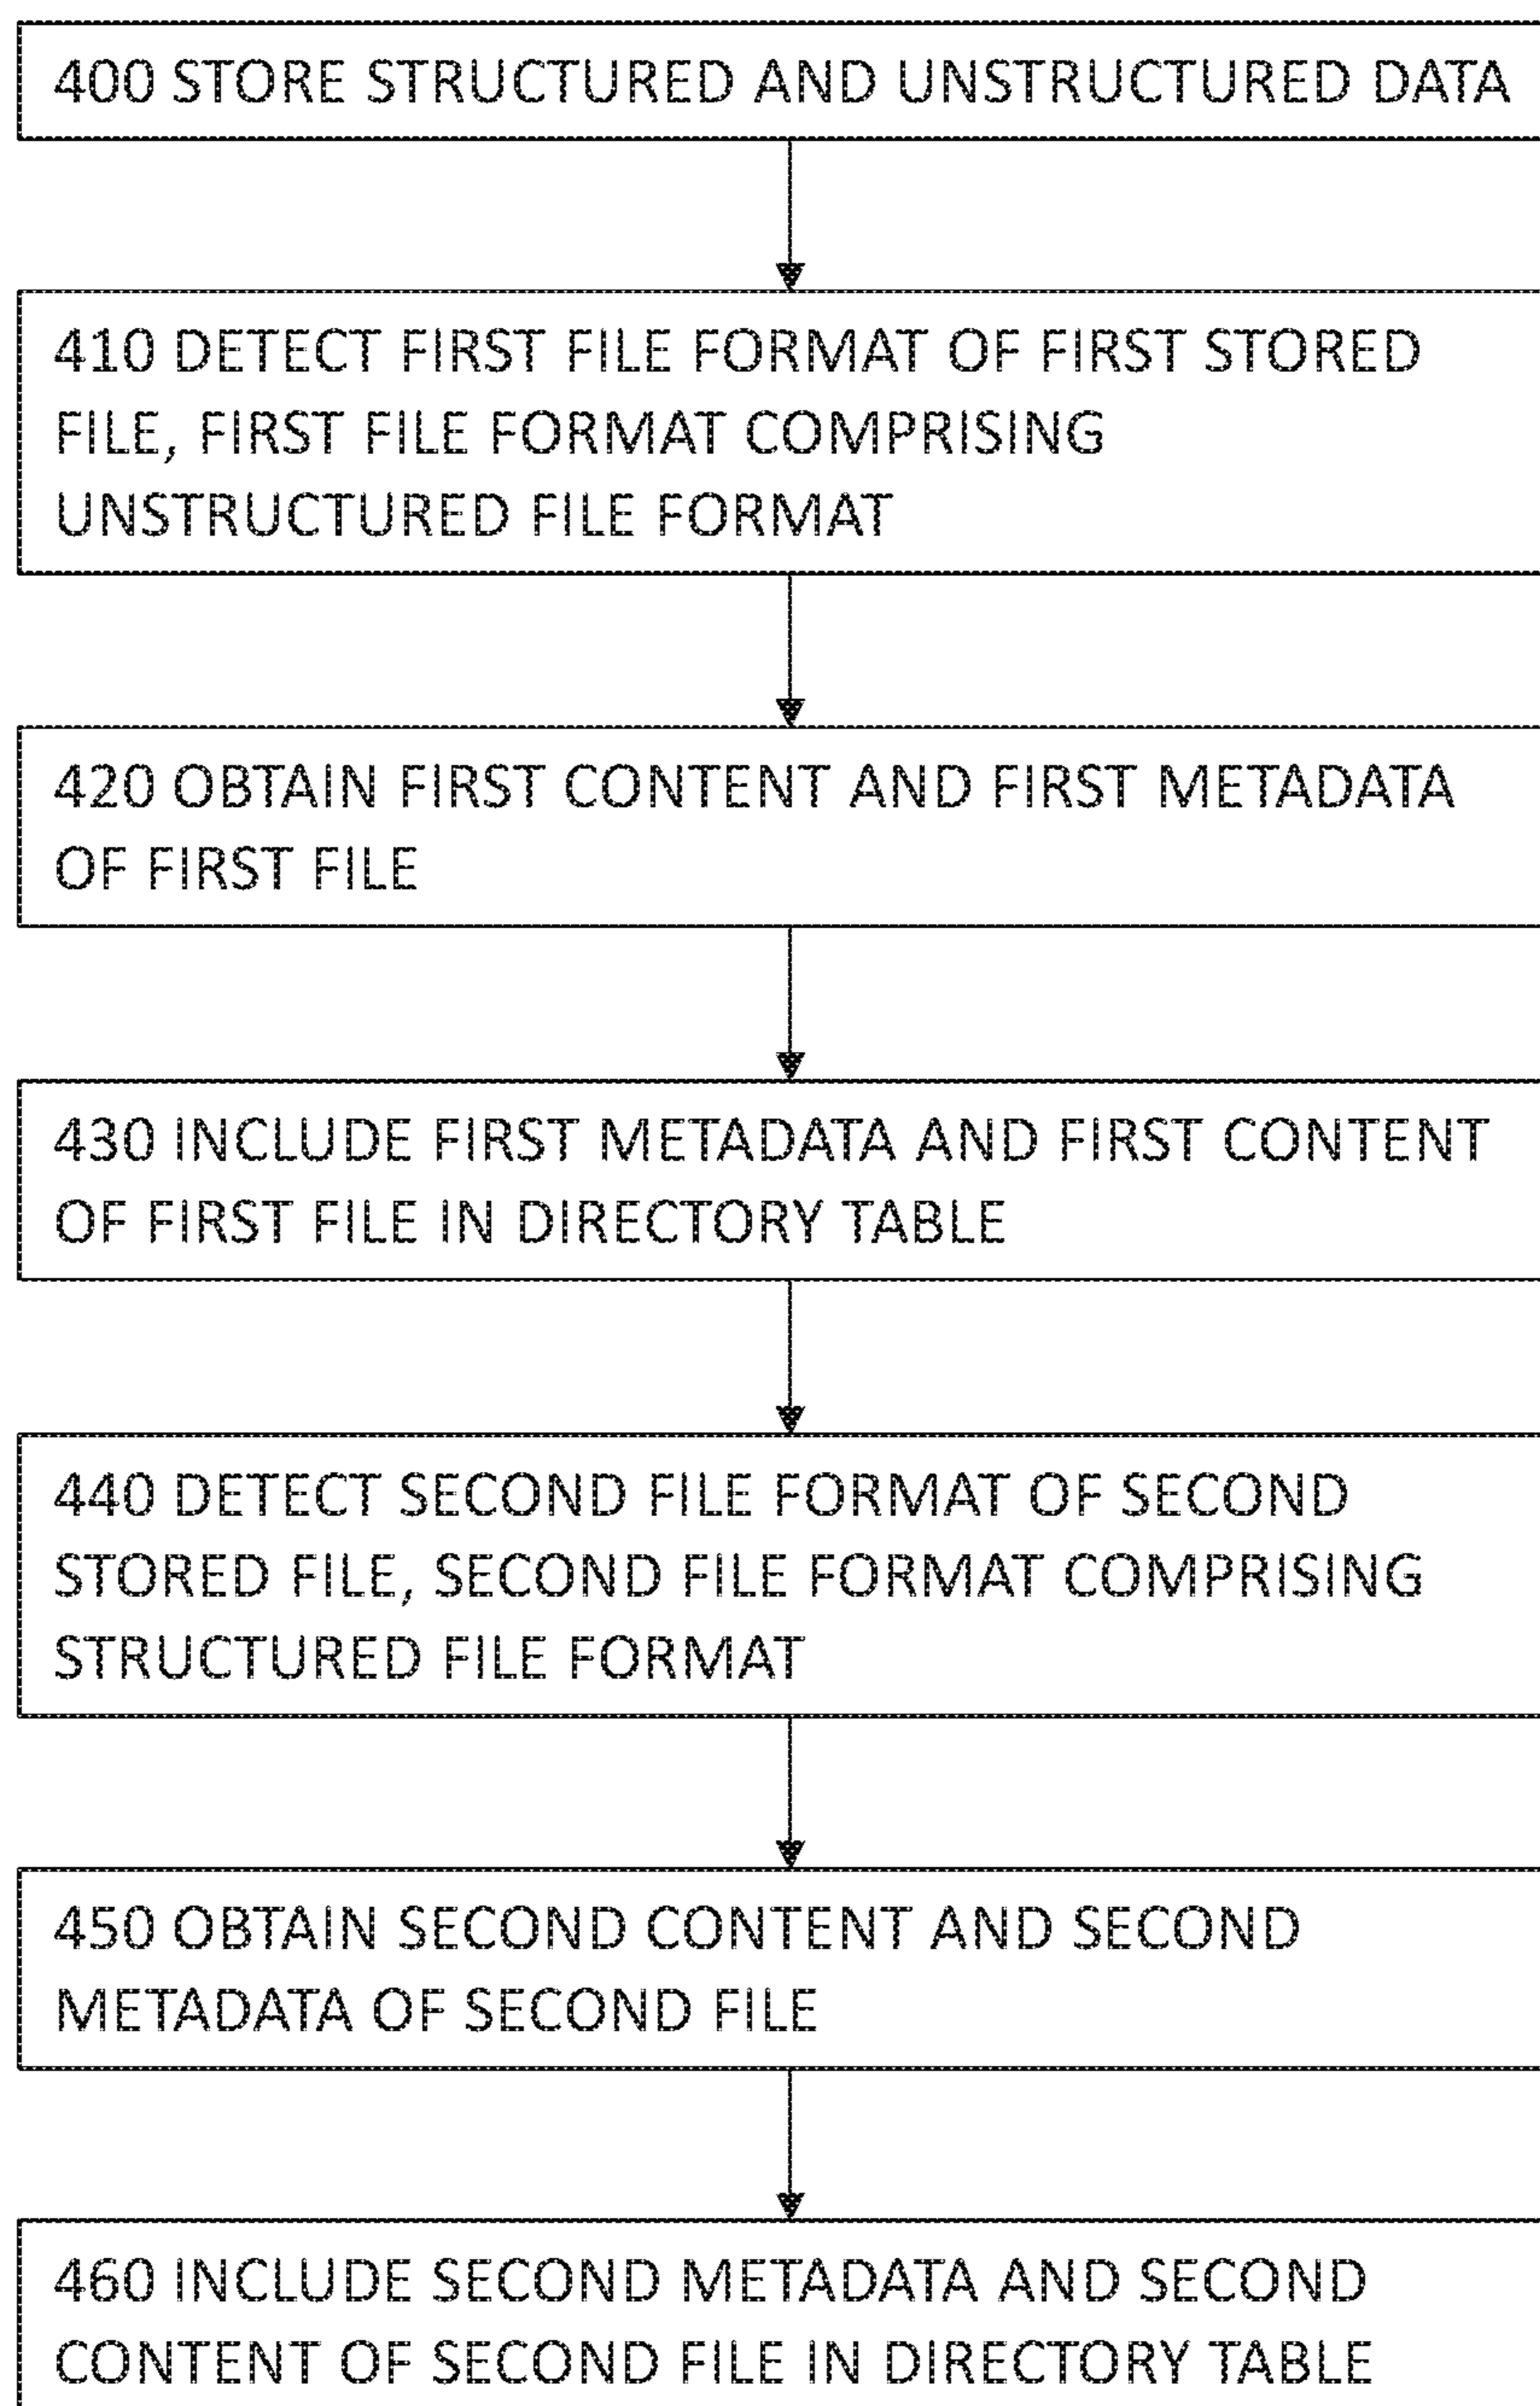 400 STORE STRUCTURED AND UNSTRUCTURED DATA
410 DETECT FIRST FILE FORMAT OF FIRST STORED
FILE, FIRST FILE FORMAT COMPRISING
UNSTRUCTURED FILE FORMAT
420 OBTAIN FIRST CONTENT AND FIRST METADATA
OF FIRST FILE
430 INCLUDE FIRST METADATA AND FIRST CONTENT
OF FIRST FILE IN DIRECTORY TABLE
440 DETECT SECOND FILE FORMAT OF SECOND
STORED FILE, SECOND FILE FORMAT COMPRISING
STRUCTURED FILE FORMAT
450 OBTAIN SECOND CONTENT AND SECOND
METADATA OF SECOND FILE
460 INCLUDE SECOND METADATA AND SECOND
CONTENT OF SECOND FILE IN DIRECTORY TABLE